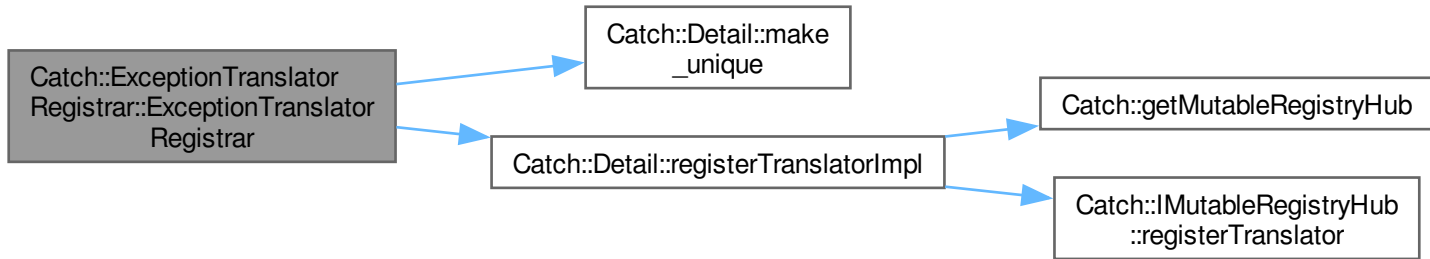 Catch::ExceptionTranslator
Registrar::ExceptionTranslator
Registrar
Catch::Detail::make
_unique
Catch::Detail::registerTranslatorImpl
Catch::getMutableRegistryHub
Catch::IMutableRegistryHub
::registerTranslator